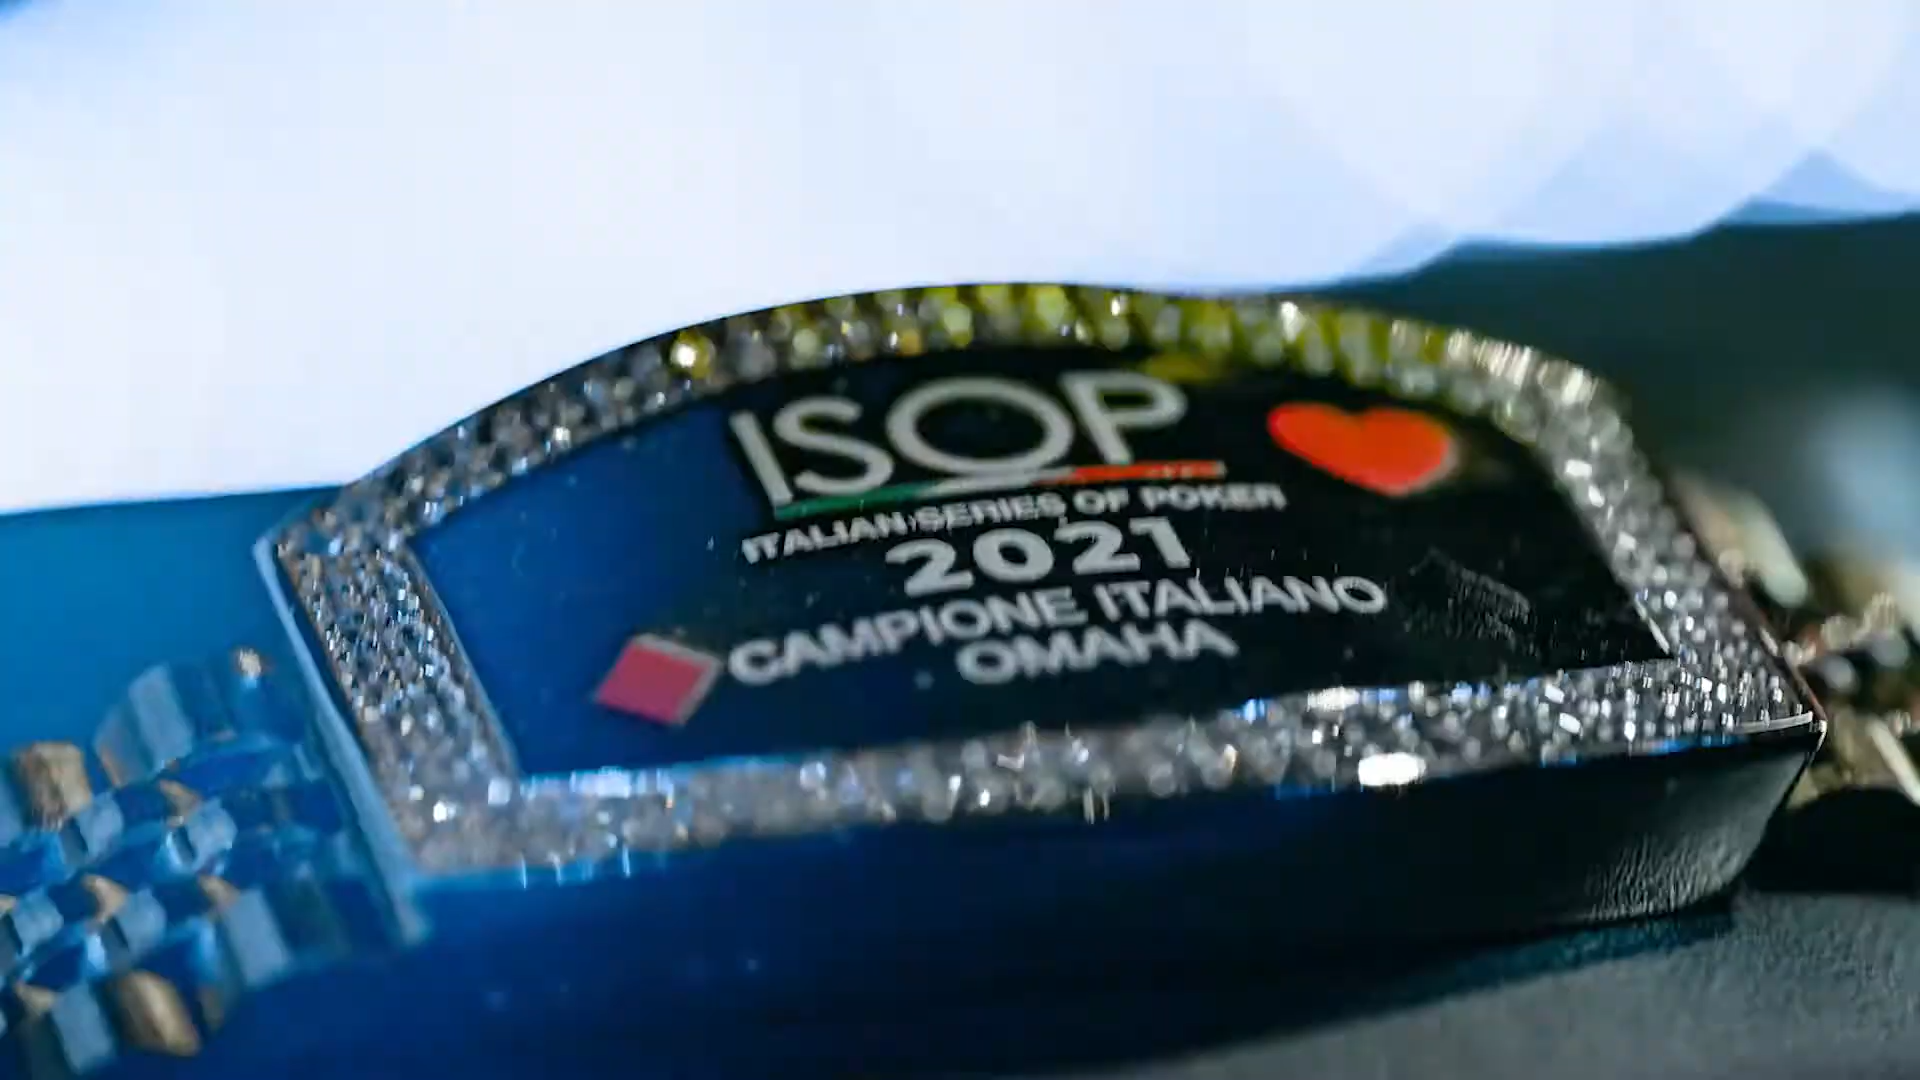 ISOP
ITALIAN SERIES OF POKER
2021
CAMPIONE ITALIANO
OMAHA